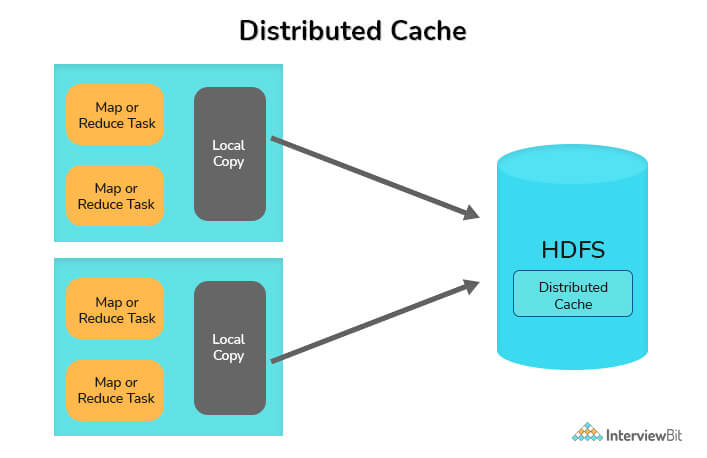 Distributed Cache
Map or
Reduce Task
Map or
Reduce Task
Local
Copy
Map or
Reduce Task
Map or
Reduce Task
Local
Copy
HDFS
Distributed
Cache
InterviewBit